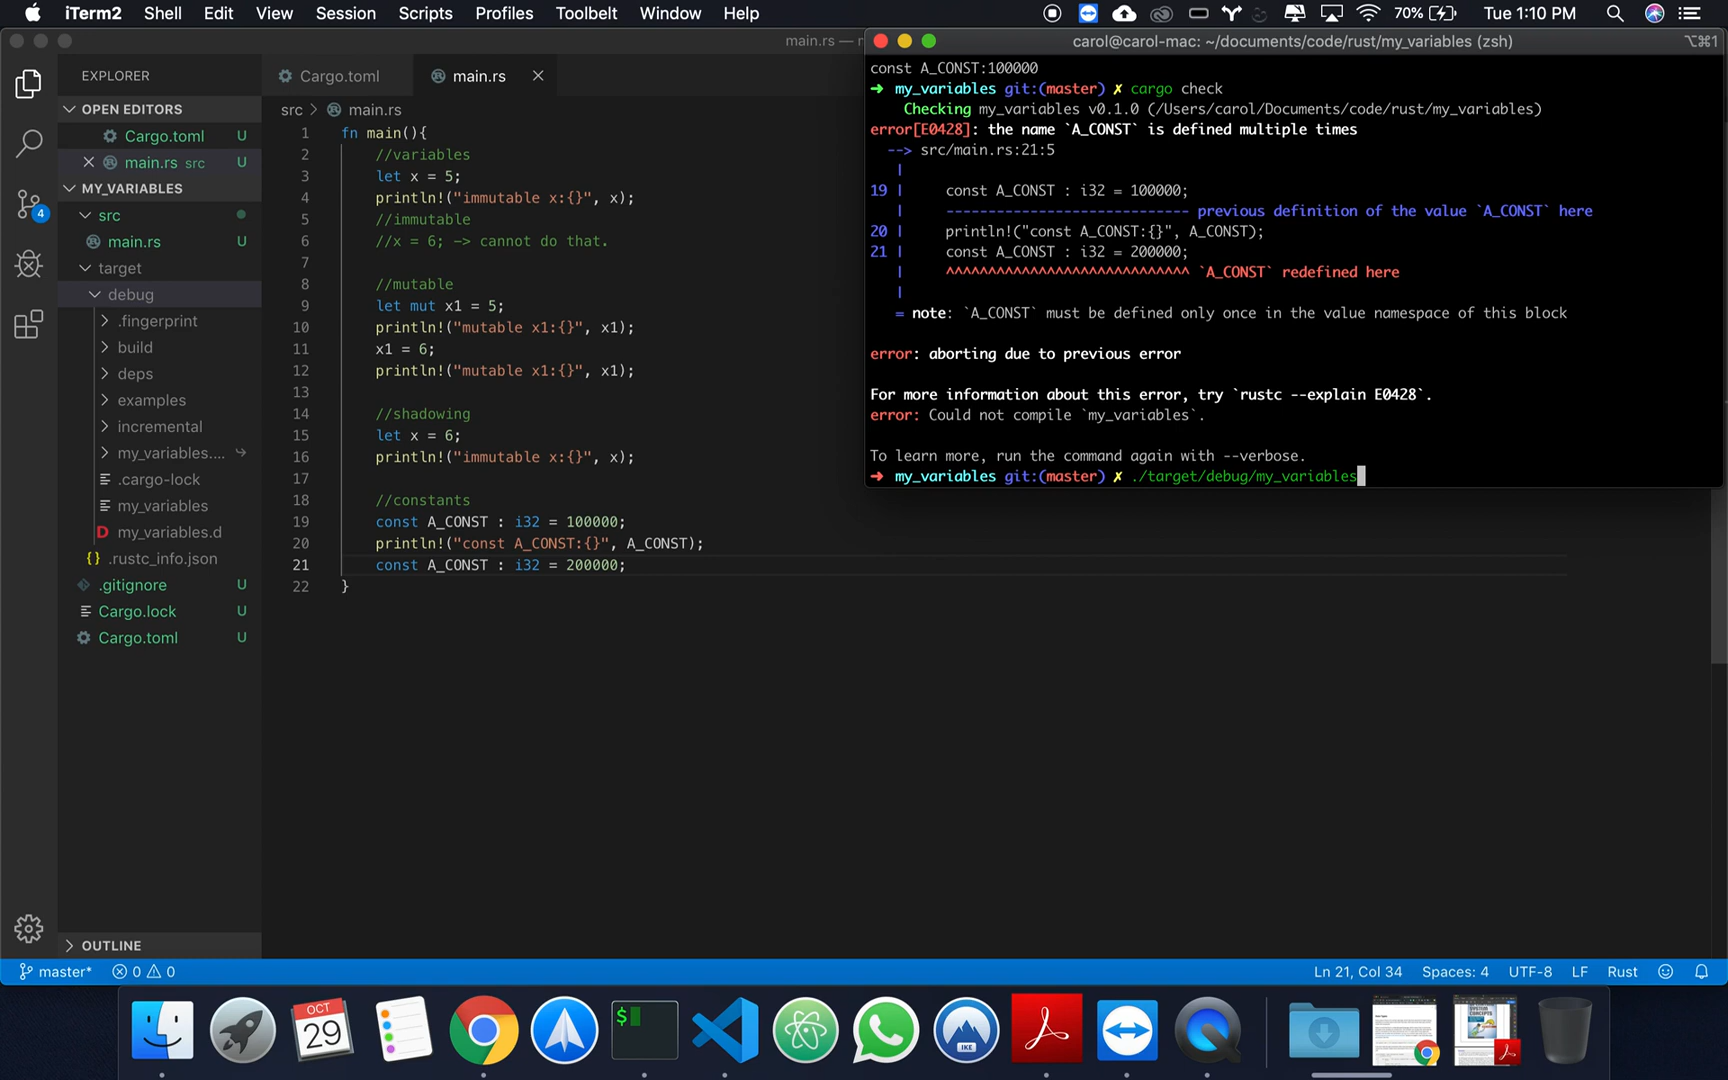 iTerm2 Shell Edit View Session Scripts Profiles Toolbelt Window Help
70% Tue 1:10 PM
main.rs — m
carol@carol-mac: ~/documents/code/rust/my_variables (zsh)
⌥⌘1
EXPLORER
OPEN EDITORS
Cargo.toml U
main.rs src U
MY_VARIABLES
src
main.rs U
target
debug
.fingerprint
build
deps
examples
incremental
my_variables....
.cargo-lock
my_variables
D my_variables.d
{} .rustc_info.json
.gitignore U
Cargo.lock U
Cargo.toml U
OUTLINE
4
Cargo.toml main.rs
src > main.rs
1 fn main(){
2 //variables
3 let x = 5;
4 println!("immutable x:{}", x);
5 //immutable
6 //x = 6; -> cannot do that.
7
8 //mutable
9 let mut x1 = 5;
10 println!("mutable x1:{}", x1);
11 x1 = 6;
12 println!("mutable x1:{}", x1);
13
14 //shadowing
15 let x = 6;
16 println!("immutable x:{}", x);
17
18 //constants
19 const A_CONST : i32 = 100000;
20 println!("const A_CONST:{}", A_CONST);
21 const A_CONST : i32 = 200000;
22 }
const A_CONST:100000
➜ my_variables git:(master) ✗ cargo check
Checking my_variables v0.1.0 (/Users/carol/Documents/code/rust/my_variables)
error[E0428]: the name `A_CONST` is defined multiple times
--> src/main.rs:21:5
|
19 | const A_CONST : i32 = 100000;
| ----------------------------- previous definition of the value `A_CONST` here
20 | println!("const A_CONST:{}", A_CONST);
21 | const A_CONST : i32 = 200000;
| ^^^^^^^^^^^^^^^^^^^^^^^^^^^^^ `A_CONST` redefined here
|
= note: `A_CONST` must be defined only once in the value namespace of this block
error: aborting due to previous error
For more information about this error, try `rustc --explain E0428`.
error: Could not compile `my_variables`.
To learn more, run the command again with --verbose.
➜ my_variables git:(master) ✗ ./target/debug/my_variables
master* 0 0
Ln 21, Col 34 Spaces: 4 UTF-8 LF Rust
OCT
29
$
IKE